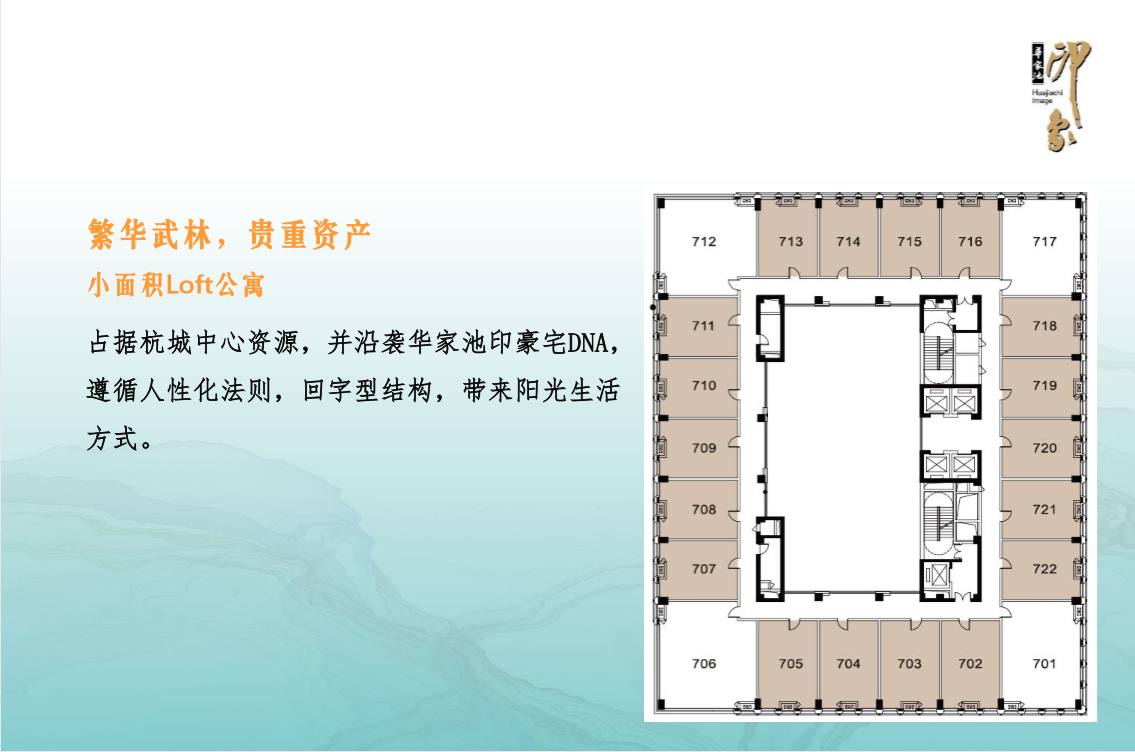 华家池
印象
Huajiachi
Image
繁华武林，贵重资产
小面积Loft公寓
占据杭城中心资源，并沿袭华家池印豪宅DNA，
遵循人性化法则，回字型结构，带来阳光生活
方式。
712 713 714 715 716 717
711 718
710 719
709 720
708 721
707 722
706 705 704 703 702 701